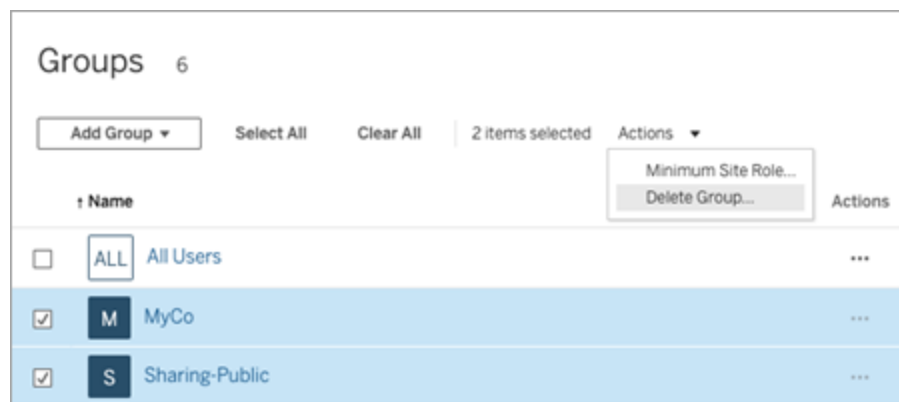 Groups 6
Add Group Select All Clear All 2 items selected Actions
Minimum Site Role...
Delete Group...
↑ Name Actions
ALL All Users ...
M MyCo ...
S Sharing-Public ...